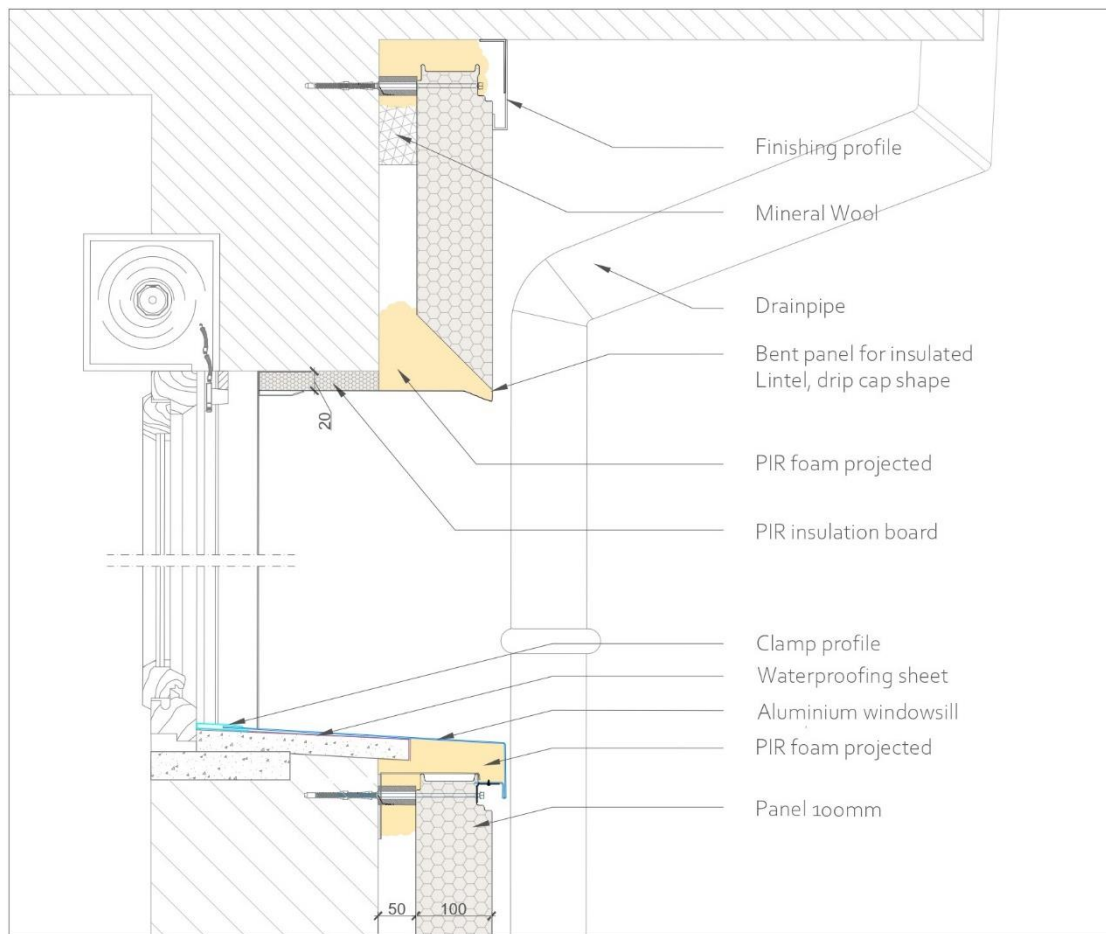 Finishing profile
Mineral Wool
Drainpipe
Bent panel for insulated
Lintel, drip cap shape
20
PIR foam projected
PIR insulation board
Clamp profile
Waterproofing sheet
Aluminium windowsill
PIR foam projected
Panel 100mm
50
100